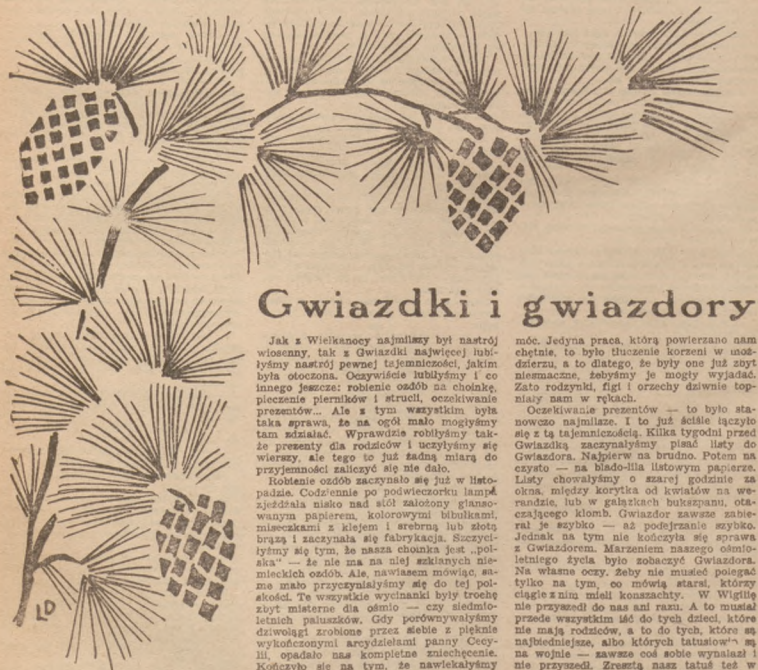 Gwiazdki i gwiazdory
Jak z Wielkanocy najmilszy był nastrój
wiosenny, tak z Gwiazdki najwięcej lubi-
łyśmy nastrój pewnej tajemniczości, jakim
była otoczona. Oczywiście lubiłyśmy i co
innego jeszcze: robienie ozdób na choinkę,
pieczenie pierników i strucli, oczekiwanie
prezentów... Ale z tym wszystkim była
taka sprawa, że na ogół mało mogłyśmy
tam zdziałać. Wprawdzie robiłyśmy tak-
że prezenty dla rodziców i uczyłyśmy się
wierszy, ale tego to już żadną miarą do
przyjemności zaliczyć się nie dało.
Robienie ozdób zaczynało się już w listo-
padzie. Codziennie po podwieczorku lampa
zjeżdżała nisko nad stół założony glanso-
wanym papierem, kolorowymi bibułkami,
miseczkami z klejem i srebrną lub złotą
brązą i zaczynała się fabrykacja. Szczyci-
łyśmy się tym, że nasza choinka jest „pol-
ska” — że nie ma na niej szklanych nie-
mieckich ozdób. Ale, nawiasem mówiąc, sa-
me mało przyczyniałyśmy się do tej pol-
skości. Te wszystkie wycinanki były trochę
zbyt misterne dla ośmio — czy siedmio-
letnich paluszków. Gdy porównywałyśmy
dziwolągi zrobione przez siebie z pięknie
wykończonymi arcydziełami panny Cecy-
lii, opadało nas kompletne zniechęcenie.
Kończyło się na tym, że nawlekałyśmy
móc. Jedyna praca, którą powierzano nam
chętnie, to było tłuczenie korzeni w moź-
dzierzu, a to dlatego, że były one już zbyt
niesmaczne, żebyśmy je mogły wyjadać.
Zato rodzynki, figi i orzechy dziwnie top-
niały nam w rękach.
Oczekiwanie prezentów — to było sta-
nowczo najmilsze. I to już ściśle łączyło
się z tą tajemniczością. Kilka tygodni przed
Gwiazdką zaczynałyśmy pisać listy do
Gwiazdora. Najpierw na brudno. Potem na
czysto — na blado-lila listowym papierze.
Listy chowałyśmy o szarej godzinie za
okna, między korytka od kwiatów na we-
randzie, lub w gałązkach bukszpanu, ota-
czającego klomb. Gwiazdor zawsze zabie-
rał je szybko — aż podejrzanie szybko.
Jednak na tym nie kończyła się sprawa
z Gwiazdorem. Marzeniem naszego ośmio-
letniego życia było zobaczyć Gwiazdora.
Na własne oczy, żeby nie musieć polegać
tylko na tym, co mówią starsi, którzy
ciągle z nim mieli konszachty. W Wigilię
nie przyszedł do nas ani razu. A to musiał
przede wszystkim iść do tych dzieci, które
nie mają rodziców, a to do tych, które są
najbiedniejsze, albo których tatusiowie są
na wojnie — zawsze coś sobie wynalazł i
nie przyszedł. Zresztą nasz tatuś też w
LD